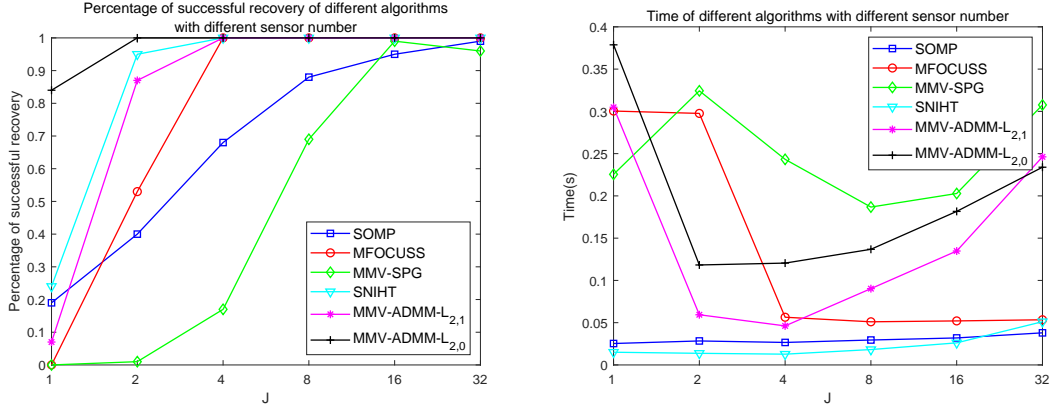 Percentage of successful recovery of different algorithms
with different sensor number
Percentage of successful recovery
1
0.9
0.8
0.7
0.6
0.5
0.4
0.3
0.2
0.1
0
1
2
4
8
16
32
J
SOMP
MFOCUSS
MMV-SPG
SNIHT
MMV-ADMM-L2,1
MMV-ADMM-L2,0
Time of different algorithms with different sensor number
Time(s)
0.4
0.35
0.3
0.25
0.2
0.15
0.1
0.05
0
1
2
4
8
16
32
J
SOMP
MFOCUSS
MMV-SPG
SNIHT
MMV-ADMM-L2,1
MMV-ADMM-L2,0